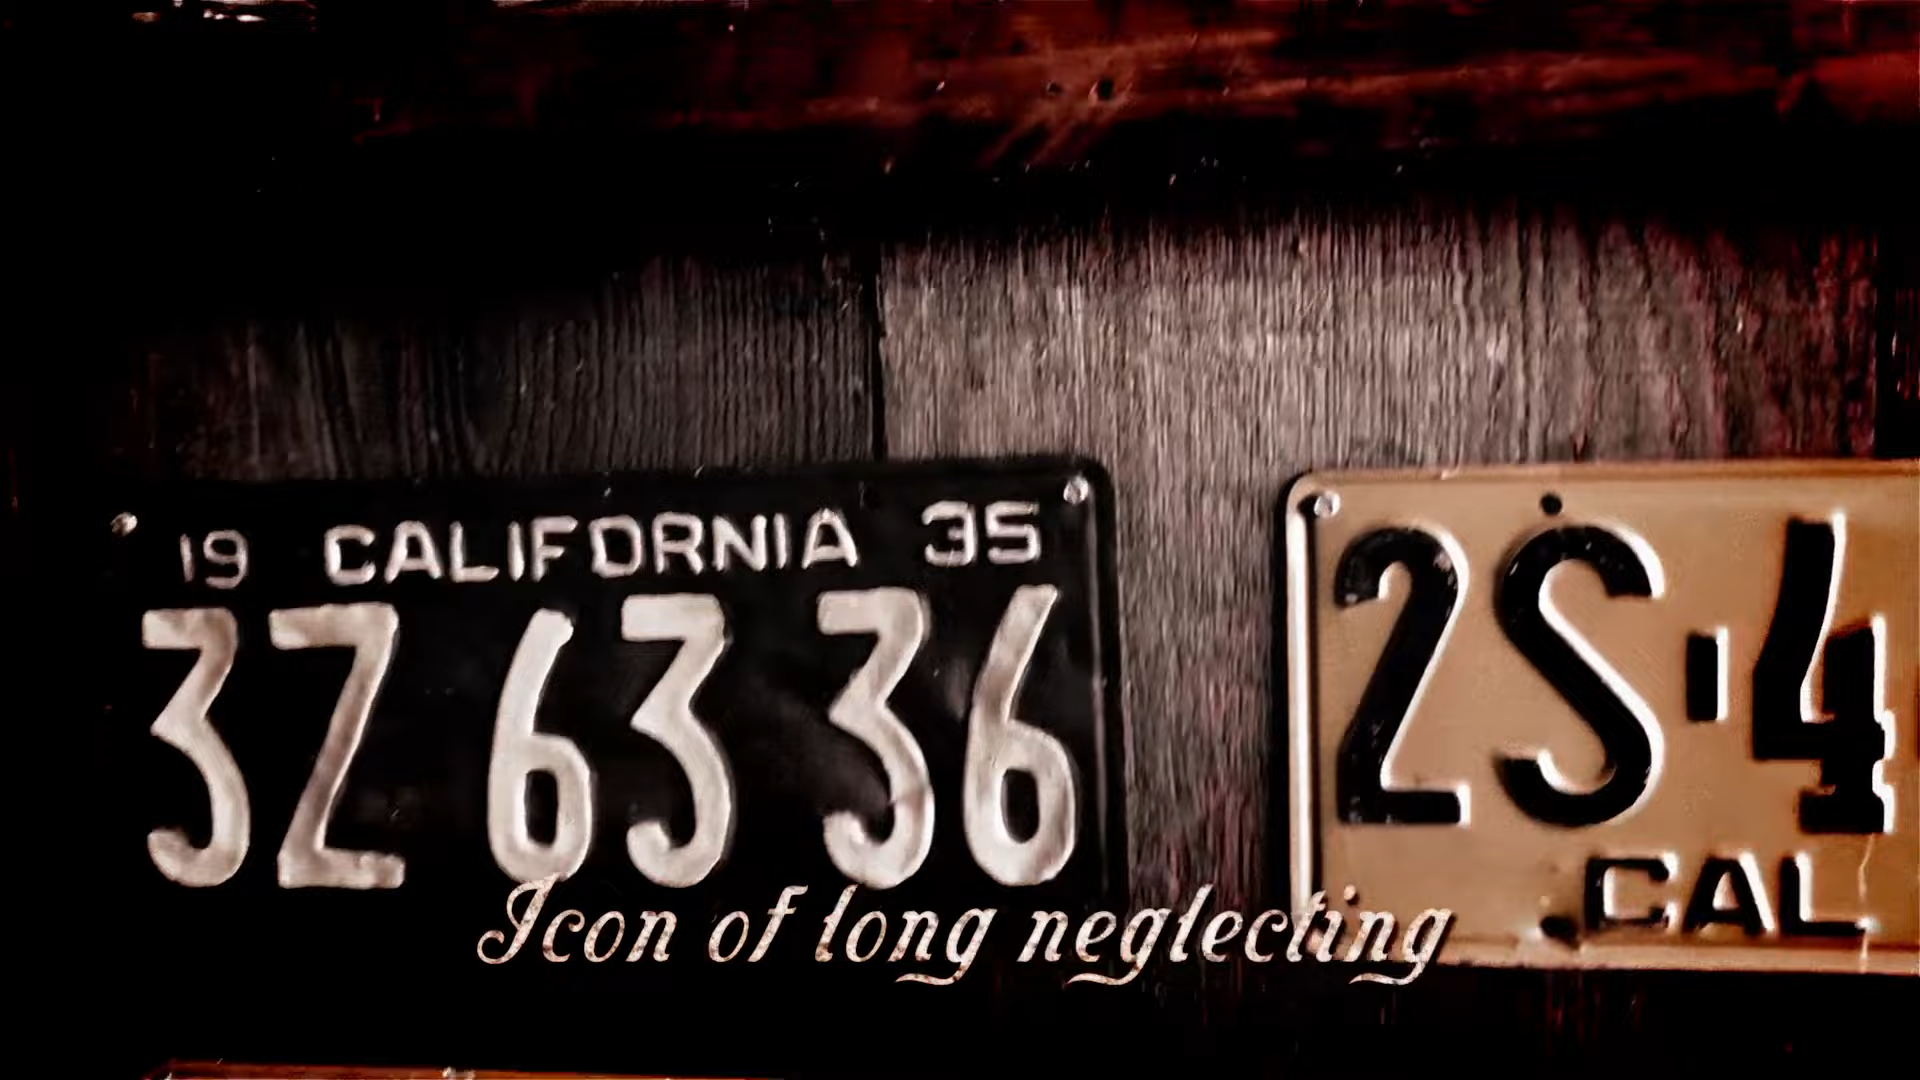 19 CALIFORNIA 35
3Z 63 36
2S·4
CAL
Icon of long neglecting